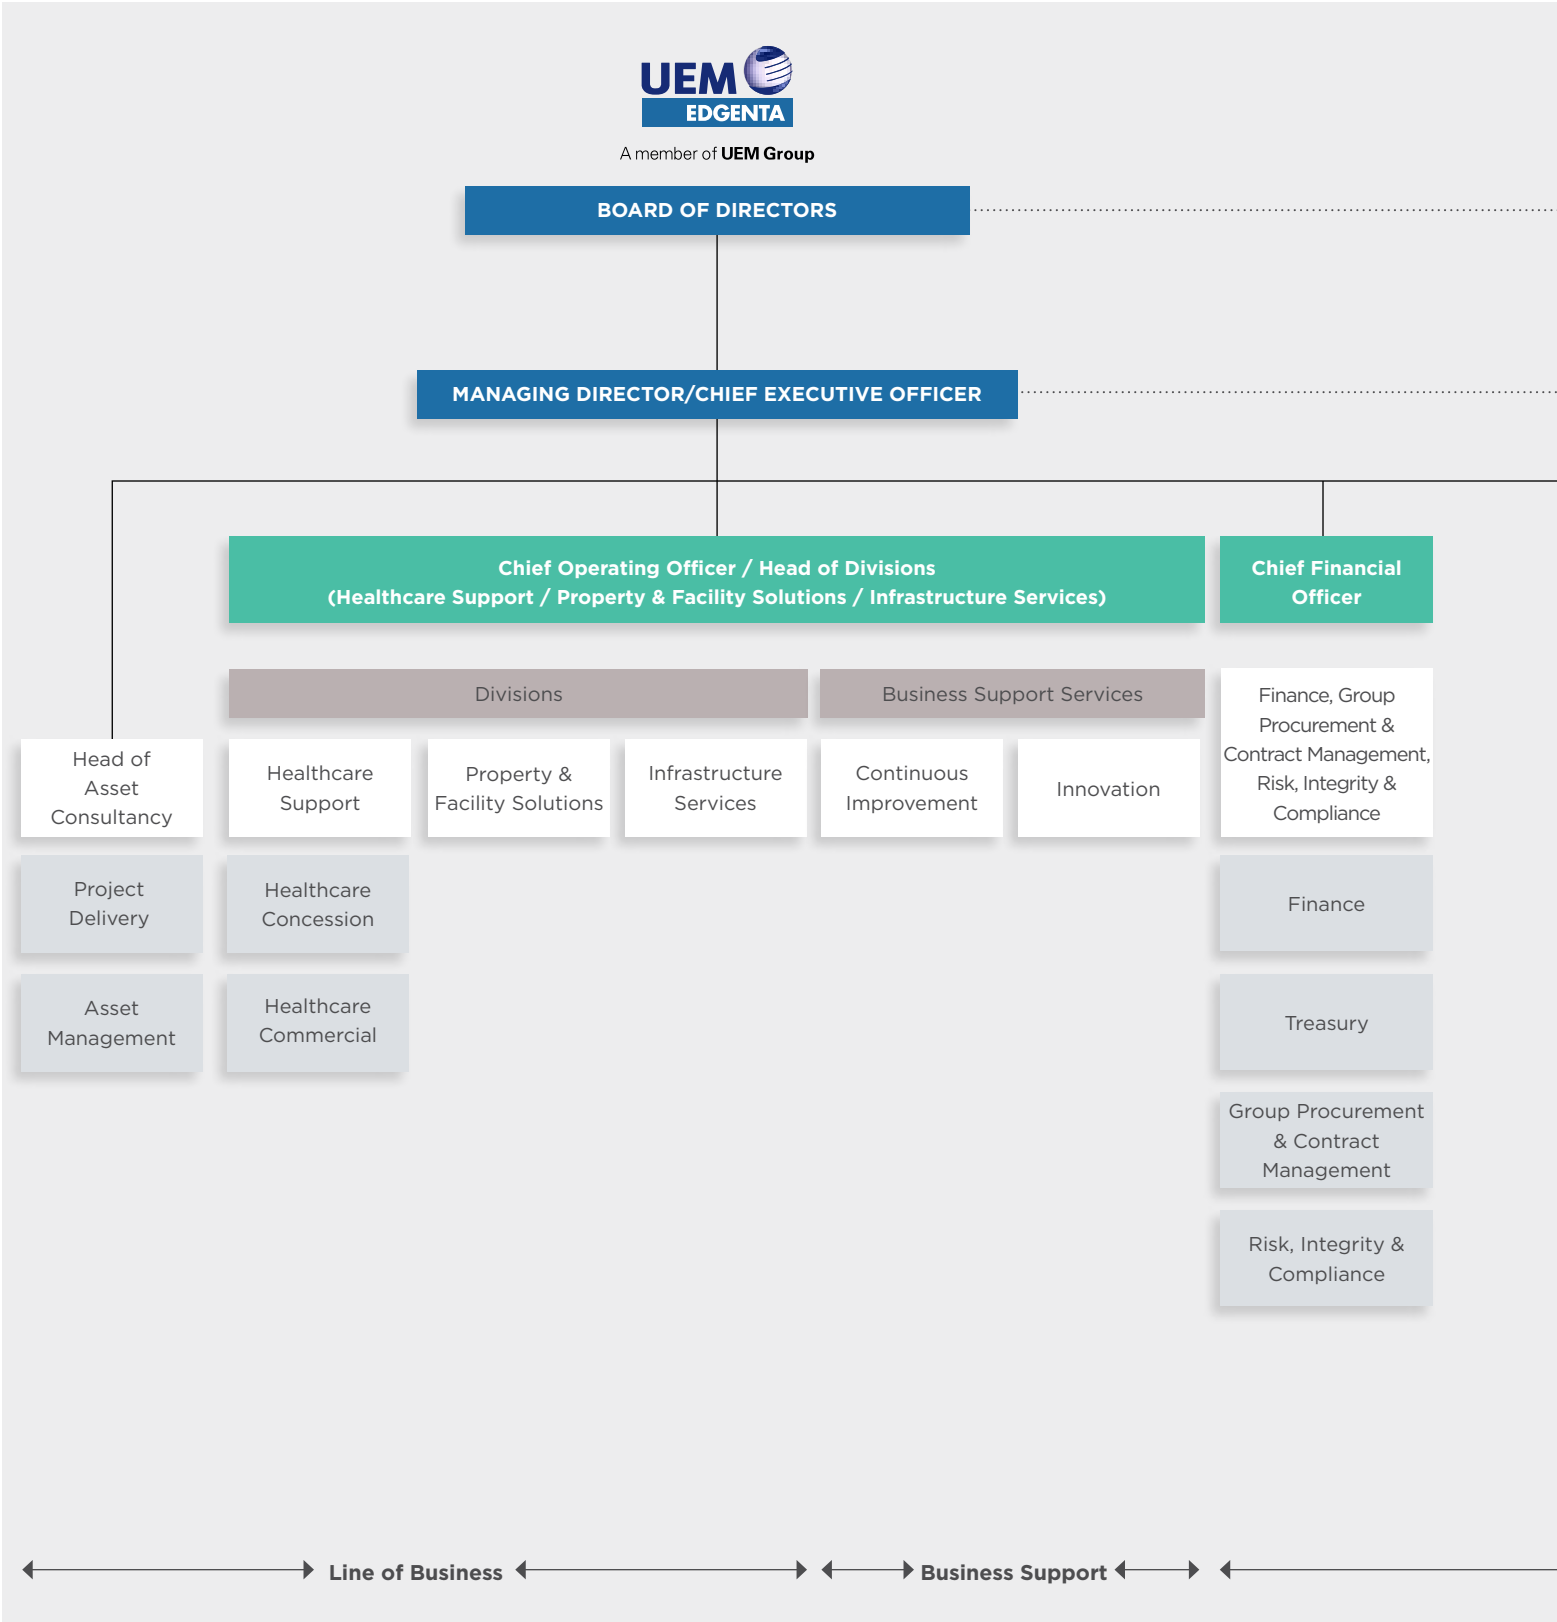 UEM
EDGENTA
A member of UEM Group
BOARD OF DIRECTORS
MANAGING DIRECTOR/CHIEF EXECUTIVE OFFICER
Chief Operating Officer / Head of Divisions
(Healthcare Support / Property & Facility Solutions / Infrastructure Services)
Chief Financial
Officer
Divisions
Business Support Services
Finance, Group
Procurement &
Contract Management,
Risk, Integrity &
Compliance
Head of
Asset
Consultancy
Healthcare
Support
Property &
Facility Solutions
Infrastructure
Services
Continuous
Improvement
Innovation
Project
Delivery
Healthcare
Concession
Finance
Asset
Management
Healthcare
Commercial
Treasury
Group Procurement
& Contract
Management
Risk, Integrity &
Compliance
Line of Business
Business Support